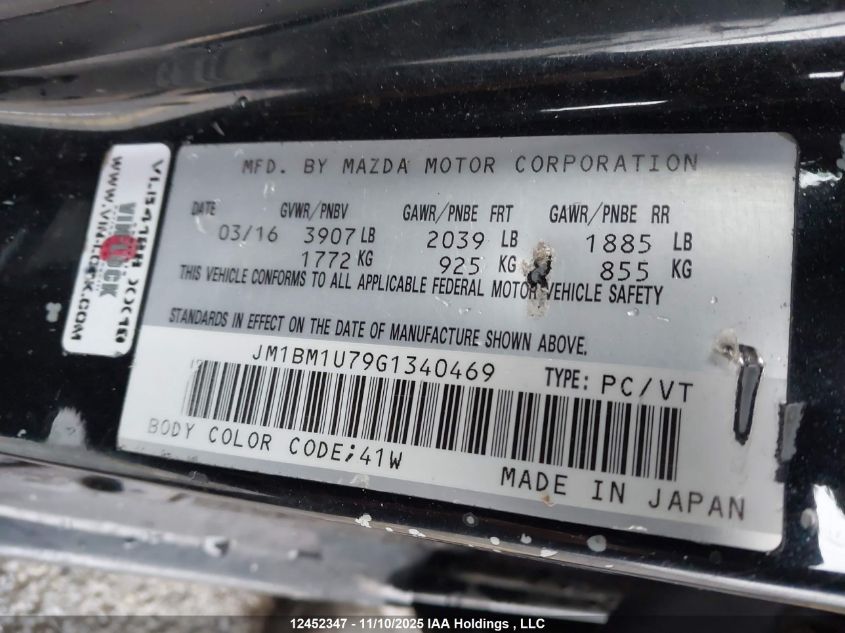 MFD. BY MAZDA MOTOR CORPORATION
DATE GVWR/PNBV GAWR/PNBE FRT GAWR/PNBE RR
03/16 3907 LB 2039 LB 1885 LB
1772 KG 925 KG 855 KG
THIS VEHICLE CONFORMS TO ALL APPLICABLE FEDERAL MOTOR VEHICLE SAFETY
STANDARDS IN EFFECT ON THE DATE OF MANUFACTURE SHOWN ABOVE.
JM1BM1U79G1340469 TYPE: PC/VT
BODY COLOR CODE;41W
MADE IN JAPAN
VINLOCK
WWW.VINLOCK.COM
12452347 - 11/10/2025 IAA Holdings , LLC